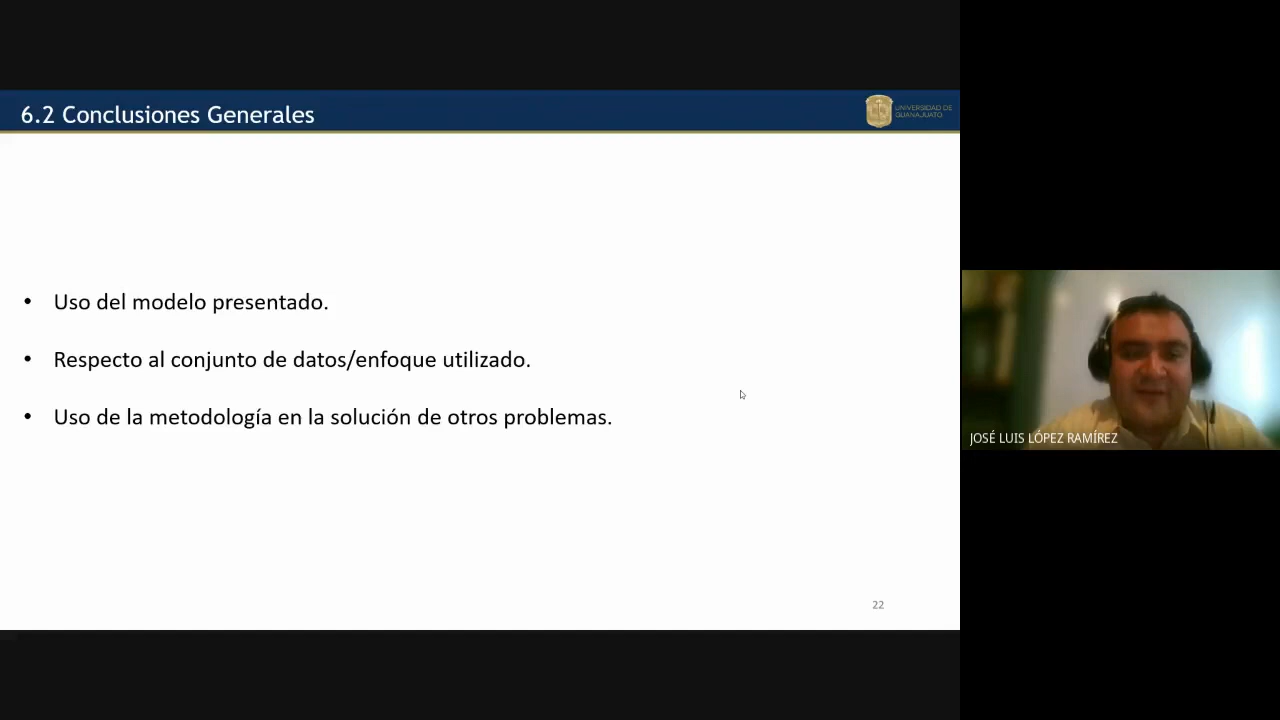 6.2 Conclusiones Generales
UNIVERSIDAD DE
GUANAJUATO
• Uso del modelo presentado.
• Respecto al conjunto de datos/enfoque utilizado.
• Uso de la metodología en la solución de otros problemas.
JOSÉ LUIS LÓPEZ RAMÍREZ
22